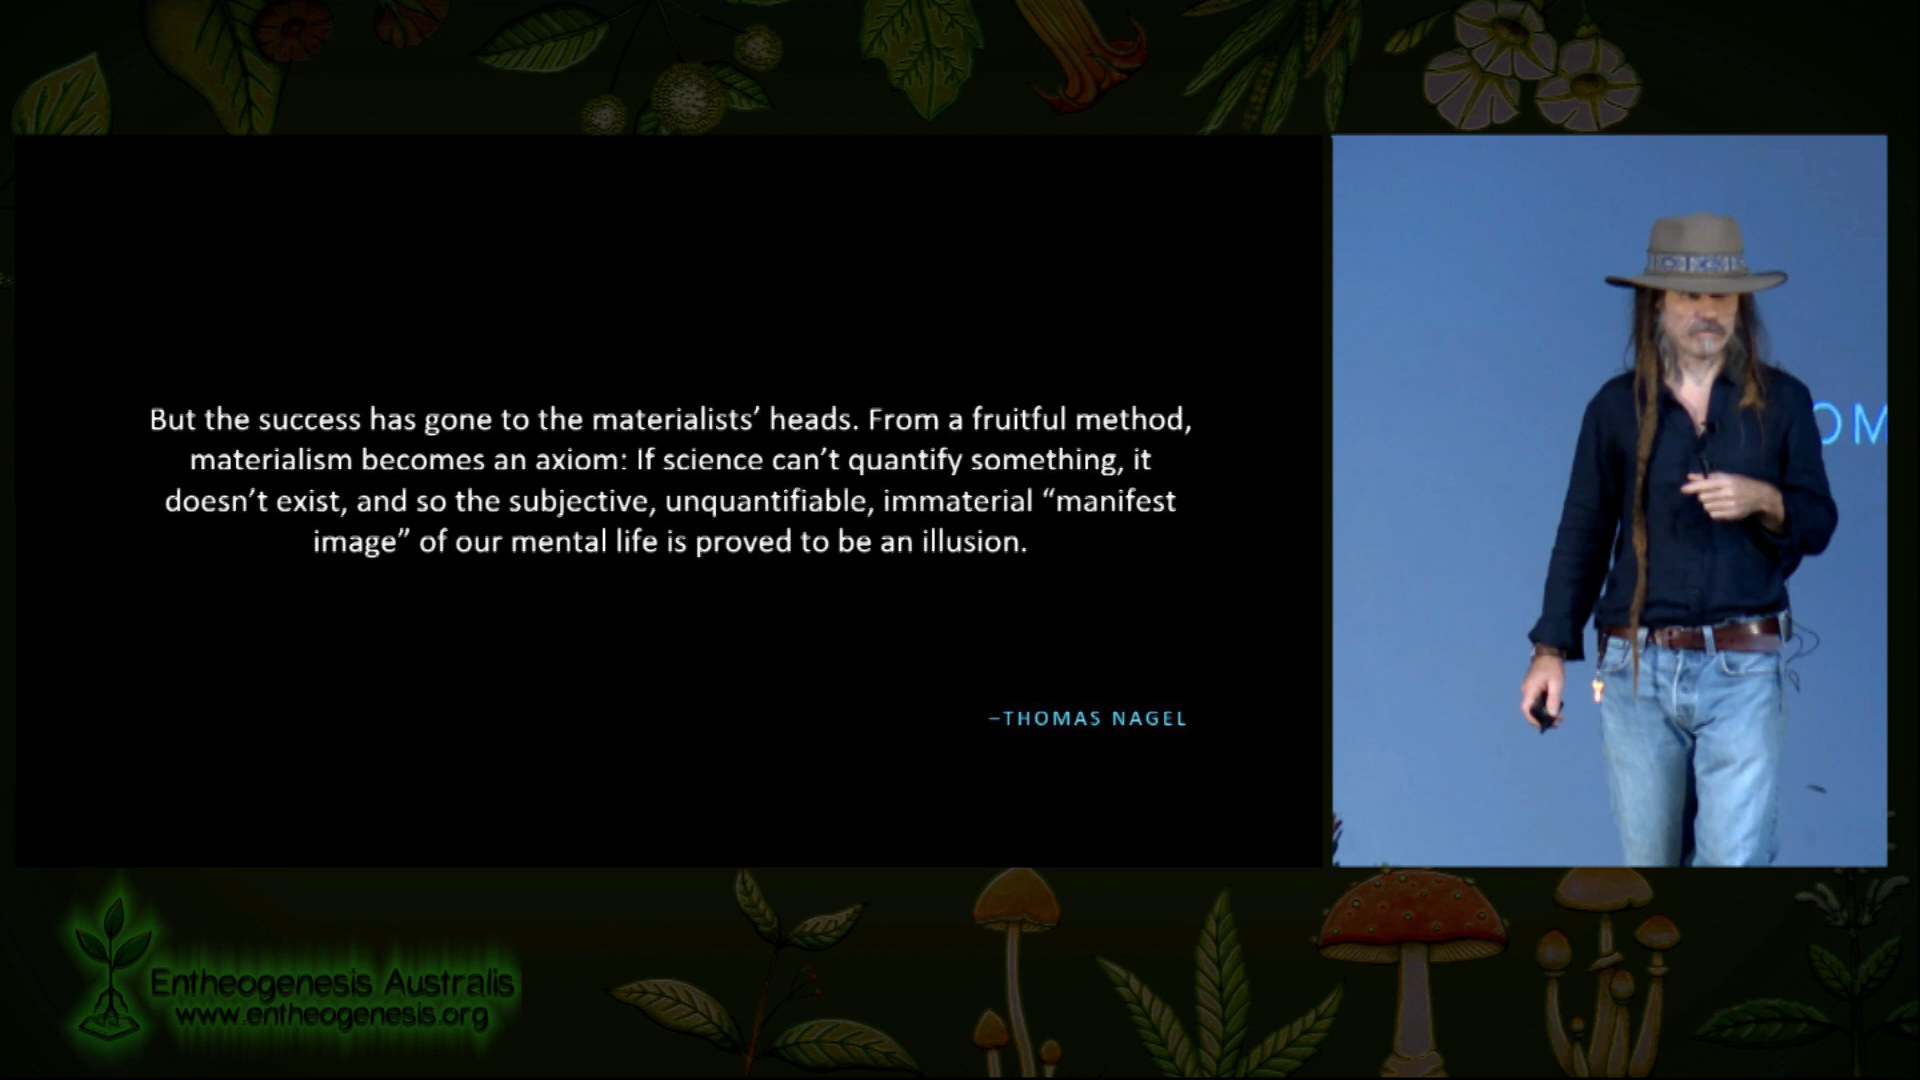 But the success has gone to the materialists’ heads. From a fruitful method,
materialism becomes an axiom: If science can’t quantify something, it
doesn’t exist, and so the subjective, unquantifiable, immaterial “manifest
image” of our mental life is proved to be an illusion.
–THOMAS NAGEL
OM
Entheogenesis Australis
www.entheogenesis.org